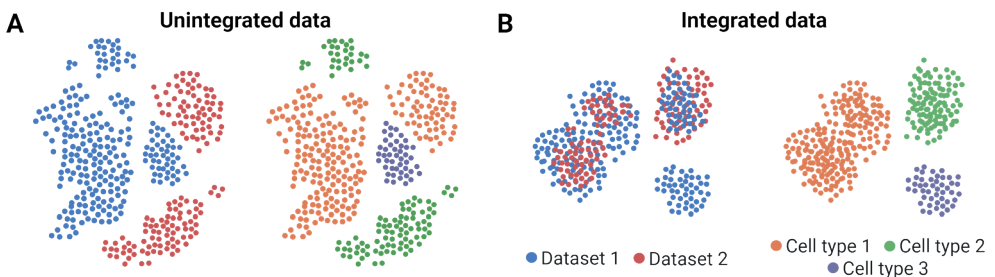 A
Unintegrated data
B
Integrated data
Dataset 1
Dataset 2
Cell type 1
Cell type 2
Cell type 3